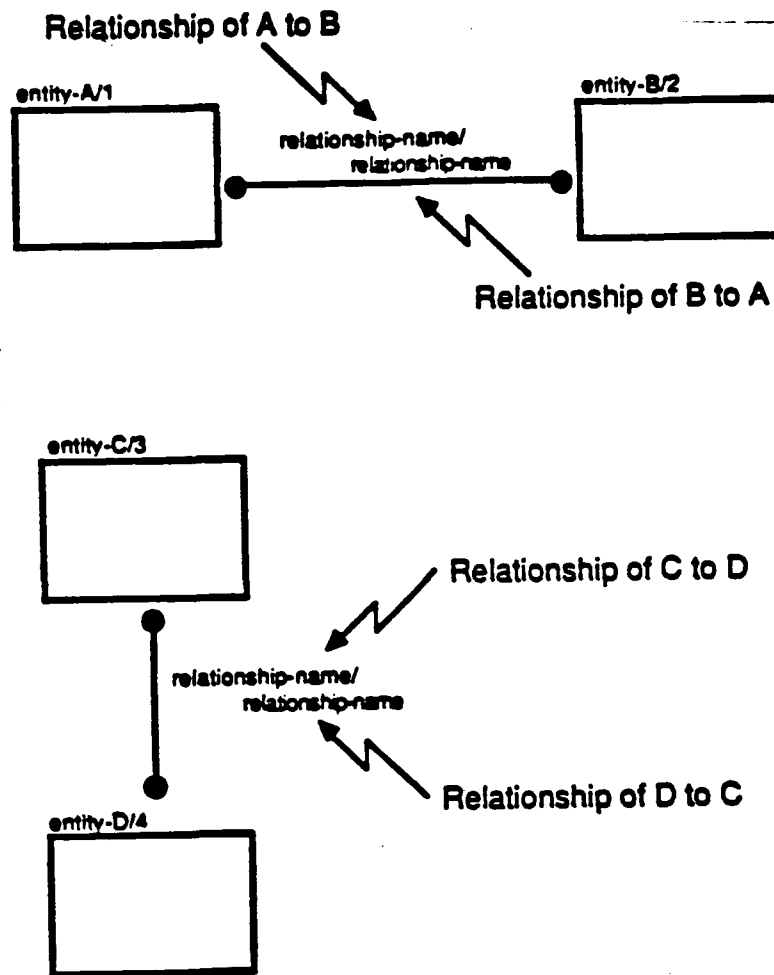 Relationship of A to B
entity-A/1
entity-B/2
relationship-name/
relationship-name
Relationship of B to A
entity-C/3
Relationship of C to D
relationship-name/
relationship-name
Relationship of D to C
entity-D/4